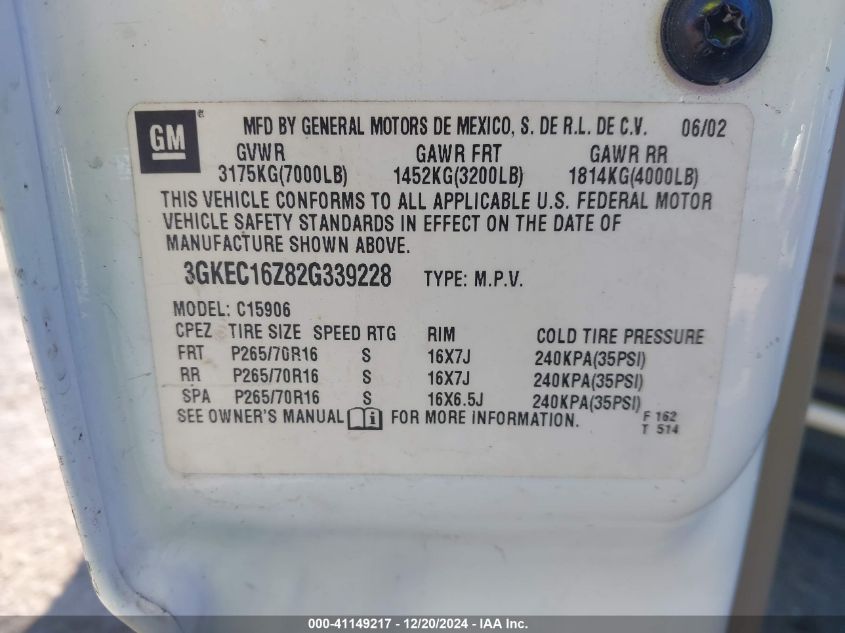 GM
MFD BY GENERAL MOTORS DE MEXICO, S. DE R.L. DE C.V. 06/02
GVWR GAWR FRT GAWR RR
3175KG(7000LB) 1452KG(3200LB) 1814KG(4000LB)
THIS VEHICLE CONFORMS TO ALL APPLICABLE U.S. FEDERAL MOTOR
VEHICLE SAFETY STANDARDS IN EFFECT ON THE DATE OF
MANUFACTURE SHOWN ABOVE.
3GKEC16Z82G339228 TYPE: M.P.V.
MODEL: C15906
CPEZ TIRE SIZE SPEED RTG RIM COLD TIRE PRESSURE
FRT P265/70R16 S 16X7J 240KPA(35PSI)
RR P265/70R16 S 16X7J 240KPA(35PSI)
SPA P265/70R16 S 16X6.5J 240KPA(35PSI)
SEE OWNER'S MANUAL i FOR MORE INFORMATION. F 162
T 514
000-41149217 - 12/20/2024 - IAA Inc.